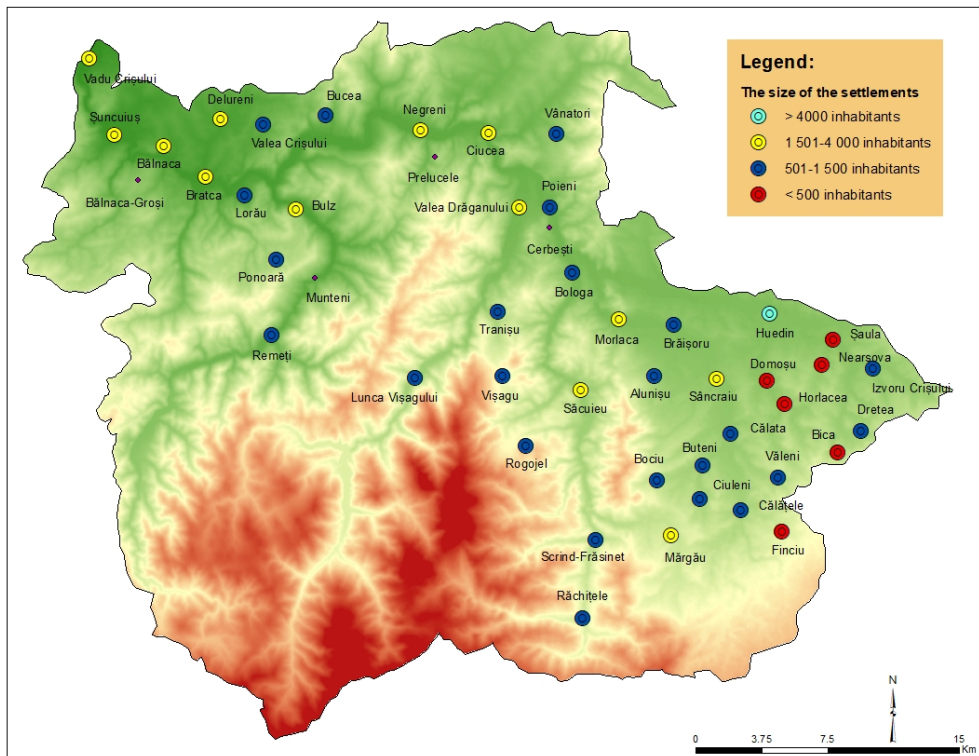 Legend:
The size of the settlements
> 4000 inhabitants
1 501-4 000 inhabitants
501-1 500 inhabitants
< 500 inhabitants
Vadu Crișului
Suncuiuș
Delureni
Bucea
Valea Crișului
Negreni
Vânatori
Ciucea
Bălnaca
Prelucele
Bratca
Bălnaca-Groși
Lorău
Bulz
Valea Drăganului
Poieni
Cerbești
Ponoară
Munteni
Bologa
Tranișu
Morlaca
Brăișoru
Huedin
Șaula
Remeți
Nearșova
Domoșu
Izvoru Crișului
Lunca Vișagului
Vișagu
Săcuieu
Alunișu
Sâncraiu
Horlacea
Dretea
Călata
Bica
Rogojel
Bociu
Buteni
Văleni
Ciuleni
Călățele
Scrind-Frăsinet
Mărgău
Finciu
Răchițele
N
0
3.75
7.5
15
Km